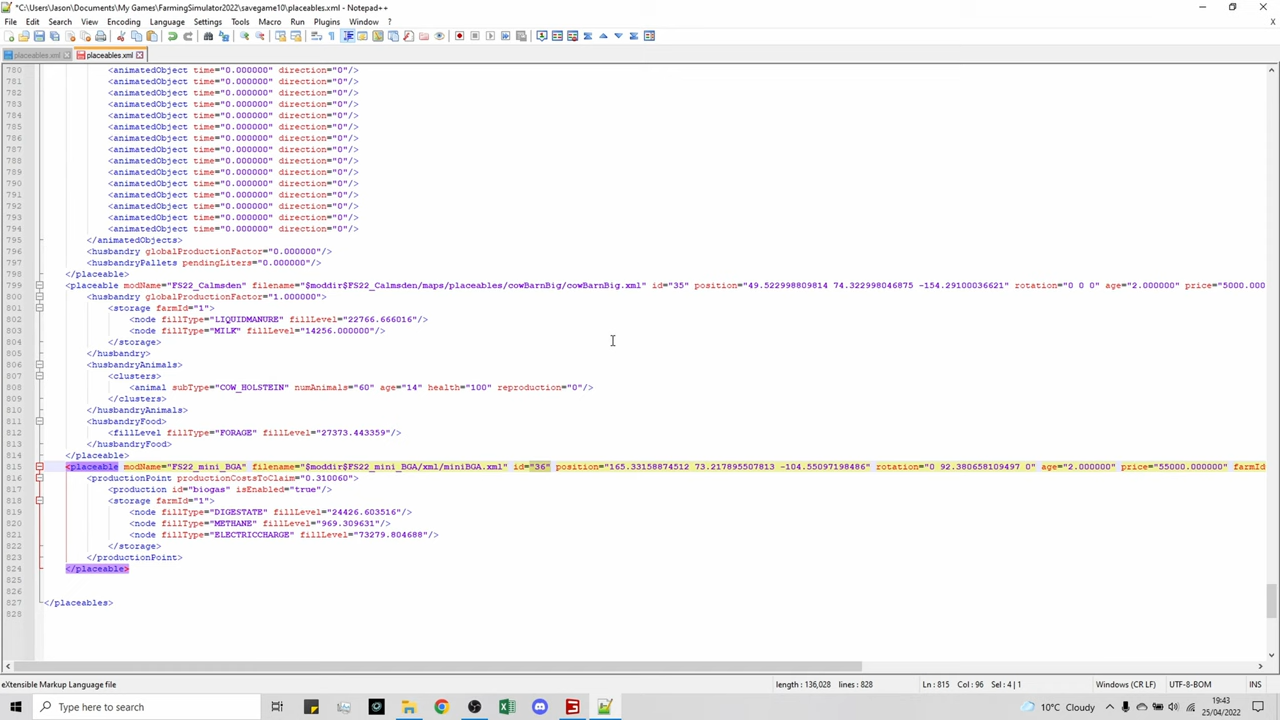 *C:\Users\Jason\Documents\My Games\FarmingSimulator2022\savegame10\placeables.xml - Notepad++
File Edit Search View Encoding Language Settings Tools Macro Run Plugins Window ?
placeables.xml placeables.xml
780 <animatedObject time="0.000000" direction="0"/>
781 <animatedObject time="0.000000" direction="0"/>
782 <animatedObject time="0.000000" direction="0"/>
783 <animatedObject time="0.000000" direction="0"/>
784 <animatedObject time="0.000000" direction="0"/>
785 <animatedObject time="0.000000" direction="0"/>
786 <animatedObject time="0.000000" direction="0"/>
787 <animatedObject time="0.000000" direction="0"/>
788 <animatedObject time="0.000000" direction="0"/>
789 <animatedObject time="0.000000" direction="0"/>
790 <animatedObject time="0.000000" direction="0"/>
791 <animatedObject time="0.000000" direction="0"/>
792 <animatedObject time="0.000000" direction="0"/>
793 <animatedObject time="0.000000" direction="0"/>
794 <animatedObject time="0.000000" direction="0"/>
795 </animatedObjects>
796 <husbandry globalProductionFactor="0.000000"/>
797 <husbandryPallets pendingLiters="0.000000"/>
798 </placeable>
799 <placeable modName="FS22_Calmsden" filename="$moddir$FS22_Calmsden/maps/placeables/cowBarnBig/cowBarnBig.xml" id="35" position="49.522998809814 74.322998046875 -154.29100036621" rotation="0 0 0" age="2.000000" price="5000.000
800 <husbandry globalProductionFactor="1.000000">
801 <storage farmId="1">
802 <node fillType="LIQUIDMANURE" fillLevel="22766.666016"/>
803 <node fillType="MILK" fillLevel="14256.000000"/>
804 </storage>
805 </husbandry>
806 <husbandryAnimals>
807 <clusters>
808 <animal subType="COW_HOLSTEIN" numAnimals="60" age="14" health="100" reproduction="0"/>
809 </clusters>
810 </husbandryAnimals>
811 <husbandryFood>
812 <fillLevel fillType="FORAGE" fillLevel="27373.443359"/>
813 </husbandryFood>
814 </placeable>
815 <placeable modName="FS22_mini_BGA" filename="$moddir$FS22_mini_BGA/xml/miniBGA.xml" id="36" position="165.33158874512 73.217895507813 -104.55097198486" rotation="0 92.380658109497 0" age="2.000000" price="55000.000000" farmId
816 <productionPoint productionCostsToClaim="0.310060">
817 <production id="biogas" isEnabled="true"/>
818 <storage farmId="1">
819 <node fillType="DIGESTATE" fillLevel="24426.603516"/>
820 <node fillType="METHANE" fillLevel="969.309631"/>
821 <node fillType="ELECTRICCHARGE" fillLevel="73279.804688"/>
822 </storage>
823 </productionPoint>
824 </placeable>
825
826
827 </placeables>
828
eXtensible Markup Language file length : 136,028 lines : 828 Ln : 815 Col : 96 Sel : 4 | 1 Windows (CR LF) UTF-8-BOM INS
Type here to search 10°C Cloudy 19:43
25/04/2022